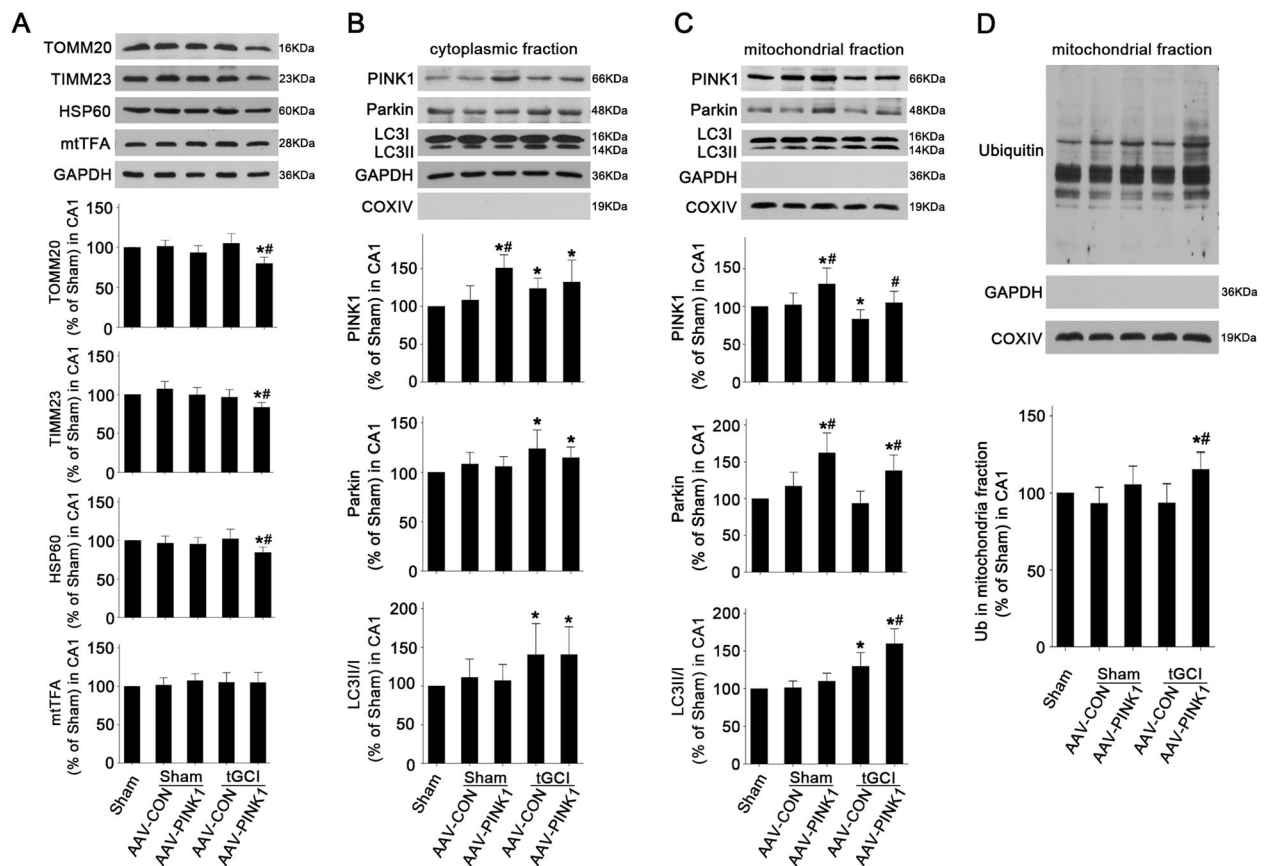 A
TOMM20 16KDa
TIMM23 23KDa
HSP60 60KDa
mtTFA 28KDa
GAPDH 36KDa
TOMM20
(% of Sham) in CA1
150
100
50
0
*#
TIMM23
(% of Sham) in CA1
150
100
50
0
*#
HSP60
(% of Sham) in CA1
150
100
50
0
*#
mtTFA
(% of Sham) in CA1
150
100
50
0
Sham
Sham
AAV-CON
AAV-PINK1
tGCI
AAV-CON
AAV-PINK1
B
cytoplasmic fraction
PINK1 66KDa
Parkin 48KDa
LC3I 16KDa
LC3II 14KDa
GAPDH 36KDa
COXIV 19KDa
PINK1
(% of Sham) in CA1
150
100
50
0
*# * *
Parkin
(% of Sham) in CA1
150
100
50
0
* *
LC3II/I
(% of Sham) in CA1
200
150
100
50
0
* *
Sham
Sham
AAV-CON
AAV-PINK1
tGCI
AAV-CON
AAV-PINK1
C
mitochondrial fraction
PINK1 66KDa
Parkin 48KDa
LC3I 16KDa
LC3II 14KDa
GAPDH 36KDa
COXIV 19KDa
PINK1
(% of Sham) in CA1
150
100
50
0
*# * #
Parkin
(% of Sham) in CA1
200
150
100
50
0
*# *#
LC3II/I
(% of Sham) in CA1
200
150
100
50
0
* *#
Sham
Sham
AAV-CON
AAV-PINK1
tGCI
AAV-CON
AAV-PINK1
D
mitochondrial fraction
Ubiquitin
GAPDH 36KDa
COXIV 19KDa
Ub in mitochondria fraction
(% of Sham) in CA1
150
100
50
0
*#
Sham
Sham
AAV-CON
AAV-PINK1
tGCI
AAV-CON
AAV-PINK1